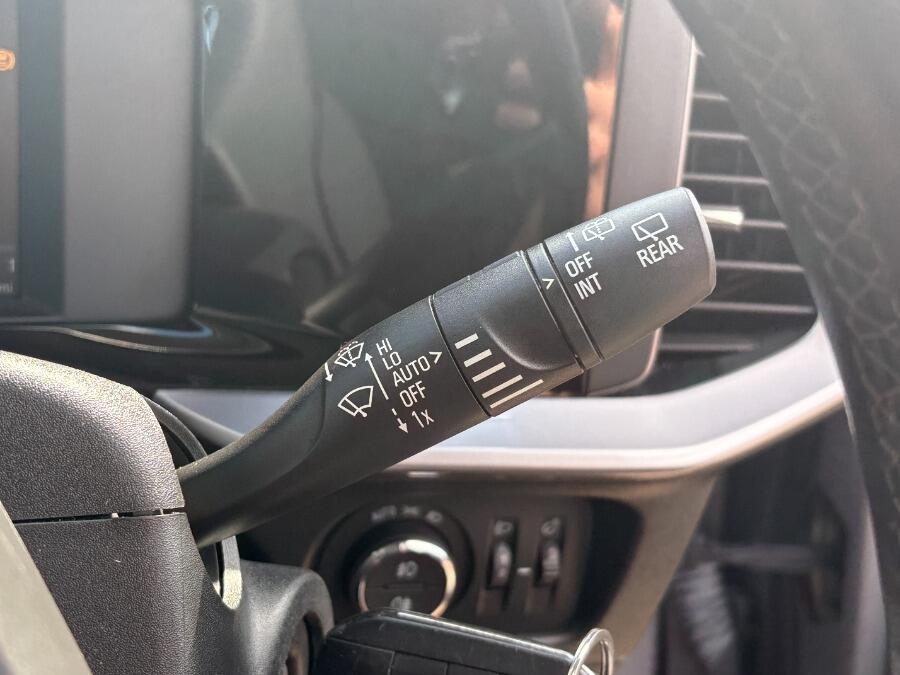 HI
LO
AUTO
OFF
1x
OFF
INT
REAR